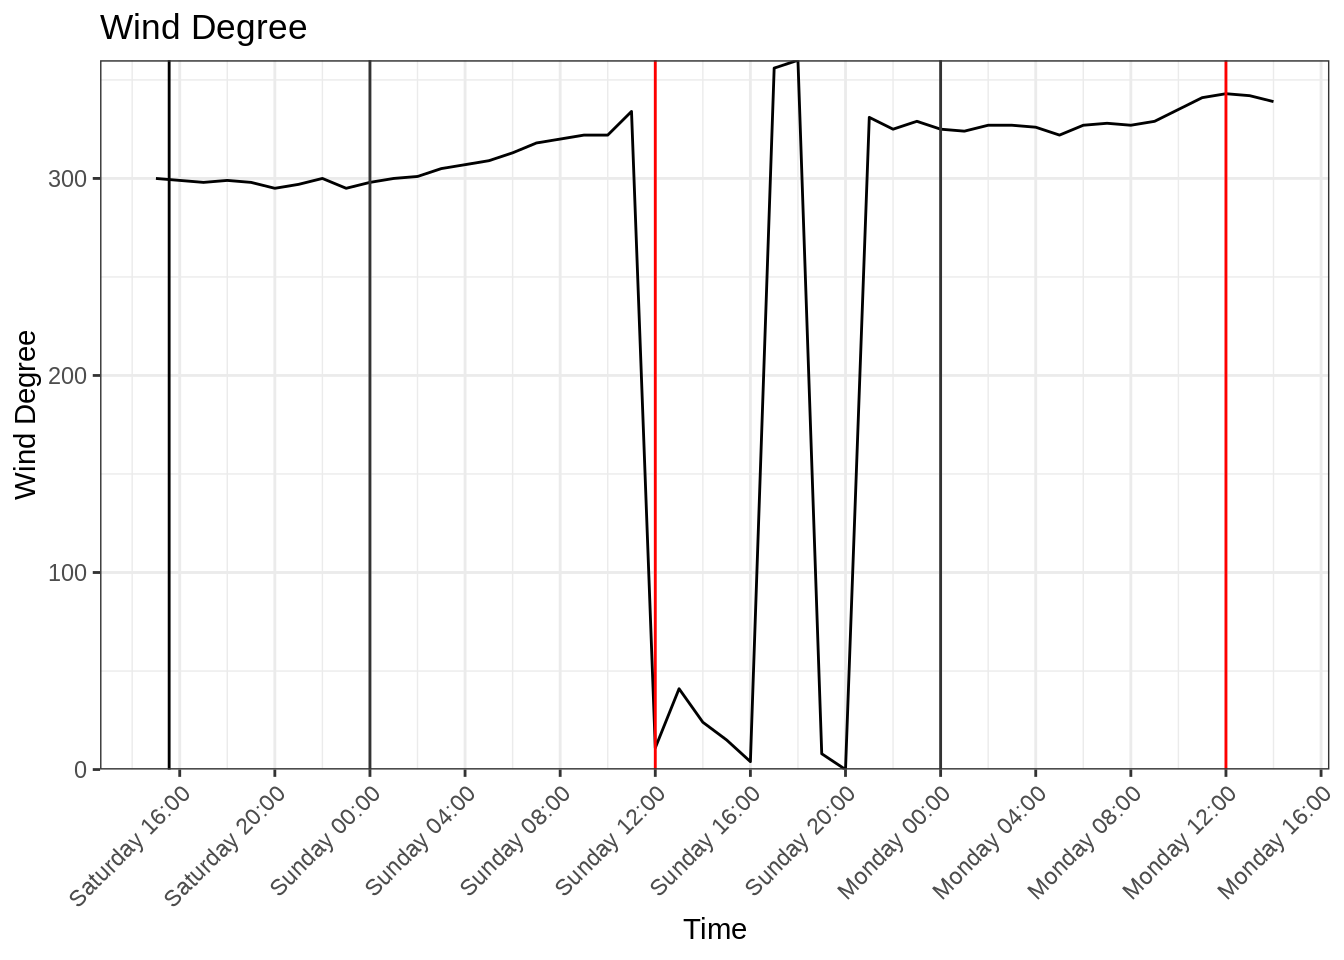 Wind Degree
Wind Degree
300
200
100
0
Saturday 16:00
Saturday 20:00
Sunday 00:00
Sunday 04:00
Sunday 08:00
Sunday 12:00
Sunday 16:00
Sunday 20:00
Monday 00:00
Monday 04:00
Monday 08:00
Monday 12:00
Monday 16:00
Time